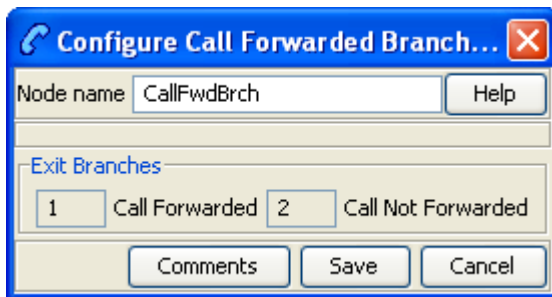 Configure Call Forwarded Branch...
Node name CallFwdBrch Help
Exit Branches
1 Call Forwarded 2 Call Not Forwarded
Comments Save Cancel